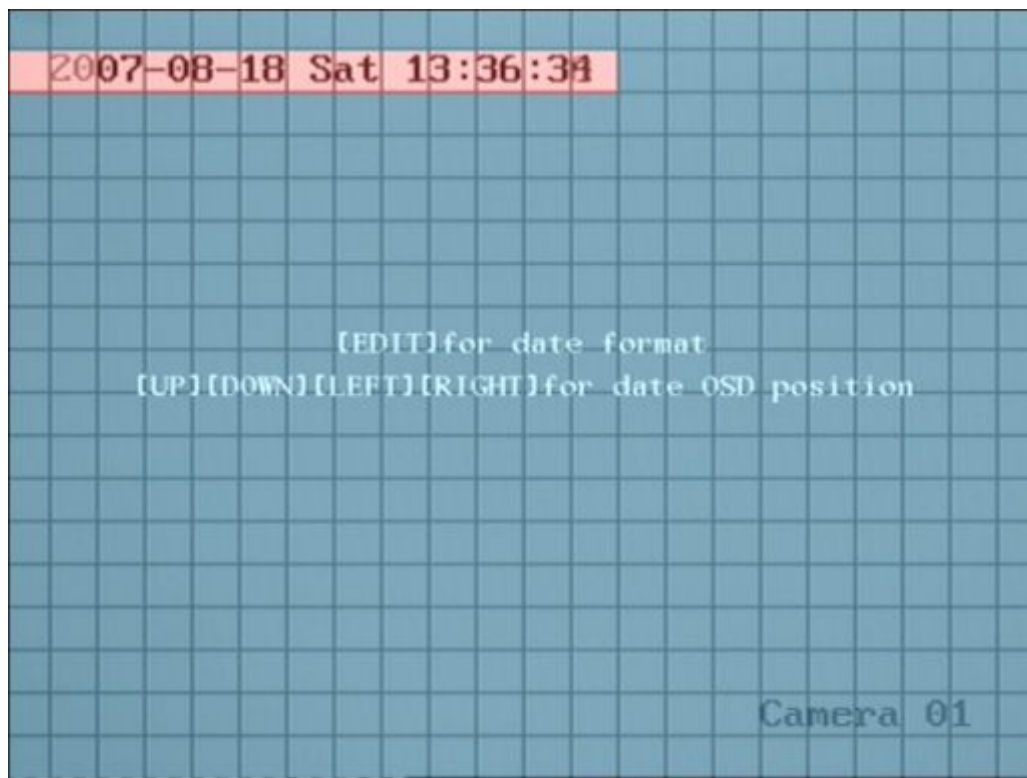 2007-08-18 Sat 13:36:34
[EDIT]for date format
[UP][DOWN][LEFT][RIGHT]for date OSD position
Camera 01